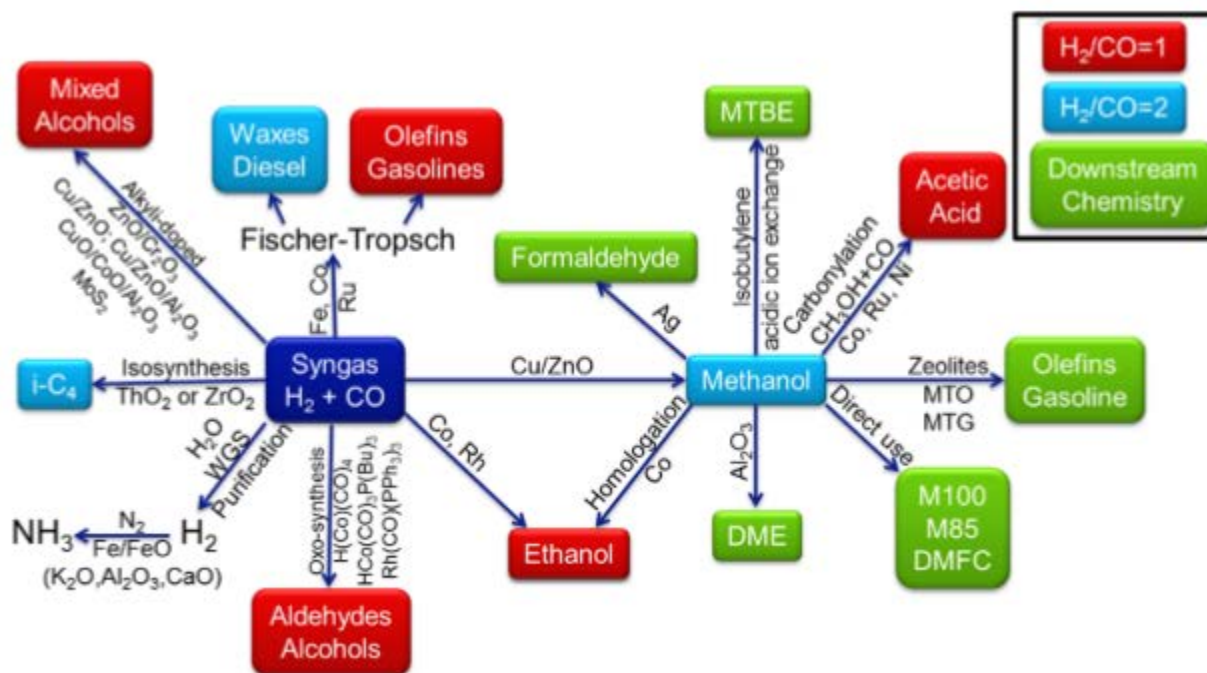 H₂/CO=1
H₂/CO=2
Downstream
Chemistry
Mixed
Alcohols
Waxes
Diesel
Olefins
Gasolines
MTBE
Acetic
Acid
Alkyli-doped
ZnO/Cr₂O₃
Cu/ZnO; Cu/ZnO/Al₂O₃
CuO/CoO/Al₂O₃
MoS₂
Fischer-Tropsch
Fe, Co
Ru
Formaldehyde
Ag
Isobutylene
acidic ion exchange
Carbonylation
CH₃OH+CO
Co, Ru, Ni
i-C₄
Isosynthesis
ThO₂ or ZrO₂
Syngas
H₂ + CO
Cu/ZnO
Methanol
Zeolites
MTO
MTG
Olefins
Gasoline
H₂O
WGS
Purification
NH₃
N₂
Fe/FeO
(K₂O,Al₂O₃,CaO)
H₂
Oxo-synthesis
H(Co)(CO)₄
HCo(CO)₃P(Bu)₃
Rh(CO)(PPh₃)₃
Co, Rh
Homologation
Co
Al₂O₃
Direct use
Ethanol
DME
M100
M85
DMFC
Aldehydes
Alcohols